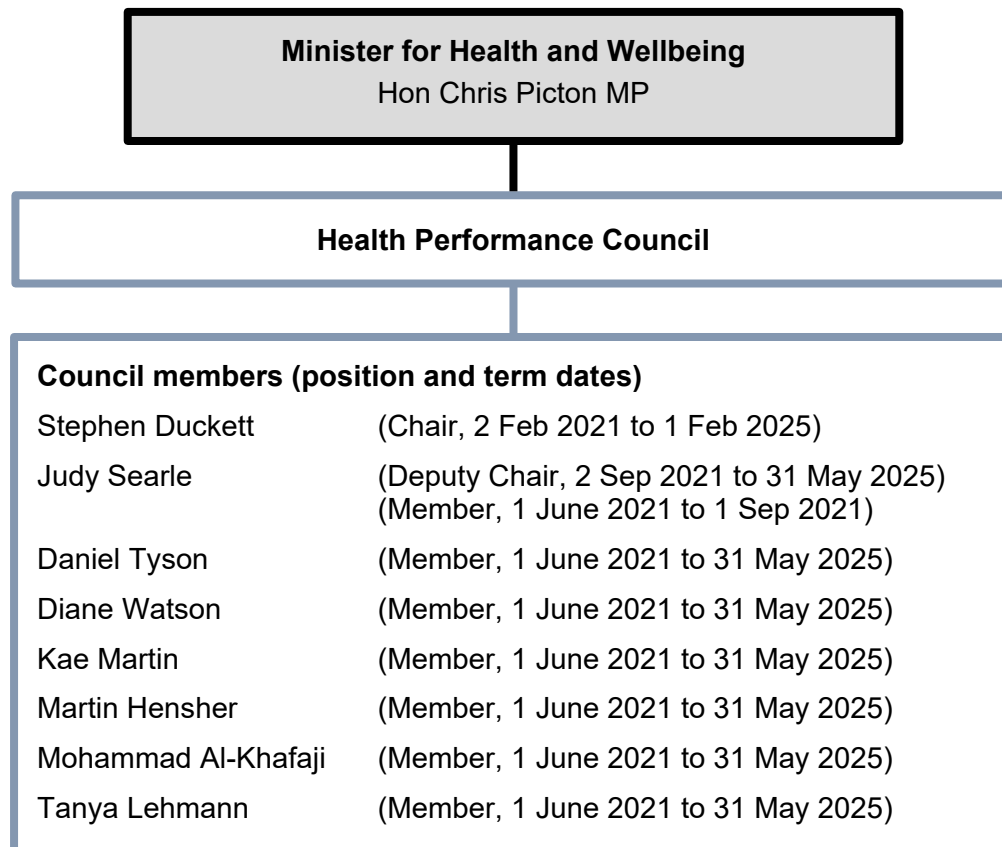 Minister for Health and Wellbeing
Hon Chris Picton MP
Health Performance Council
Council members (position and term dates)
Stephen Duckett (Chair, 2 Feb 2021 to 1 Feb 2025)
Judy Searle (Deputy Chair, 2 Sep 2021 to 31 May 2025)
(Member, 1 June 2021 to 1 Sep 2021)
Daniel Tyson (Member, 1 June 2021 to 31 May 2025)
Diane Watson (Member, 1 June 2021 to 31 May 2025)
Kae Martin (Member, 1 June 2021 to 31 May 2025)
Martin Hensher (Member, 1 June 2021 to 31 May 2025)
Mohammad Al-Khafaji (Member, 1 June 2021 to 31 May 2025)
Tanya Lehmann (Member, 1 June 2021 to 31 May 2025)